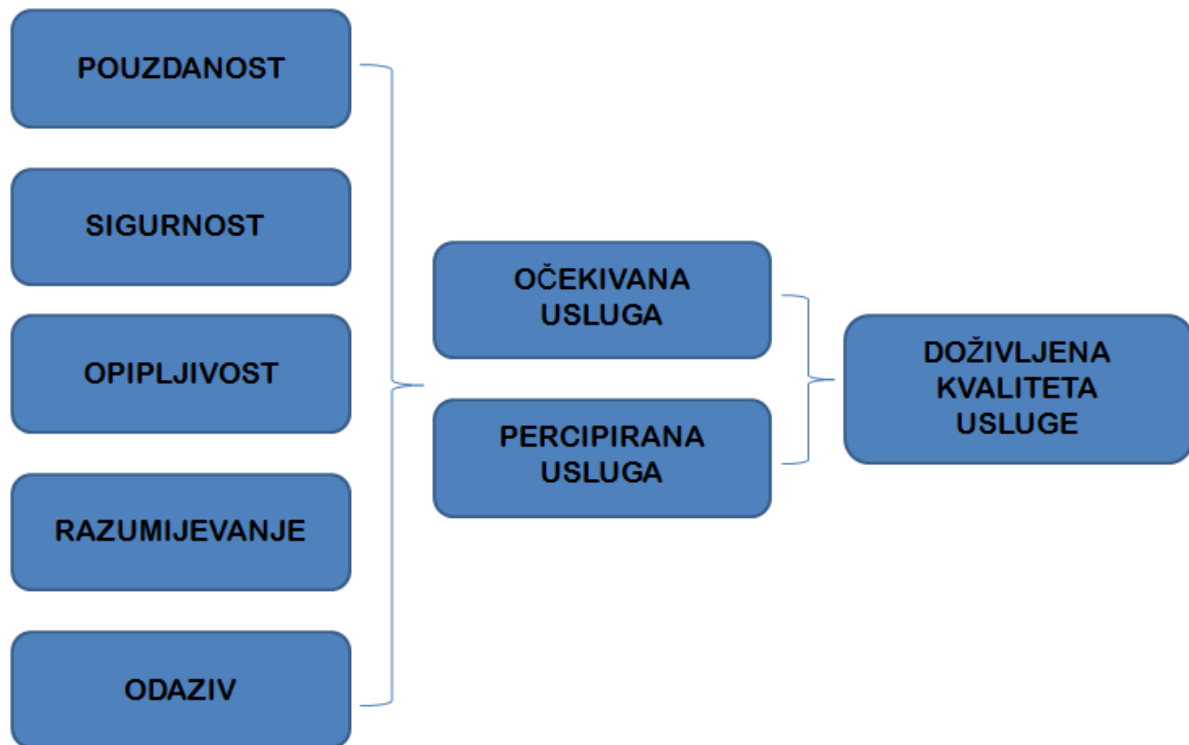 POUZDANOST
SIGURNOST
OPIPLJIVOST
RAZUMIJEVANJE
ODAZIV
OČEKIVANA
USLUGA
PERCIPIRANA
USLUGA
DOŽIVLJENA
KVALITETA
USLUGE